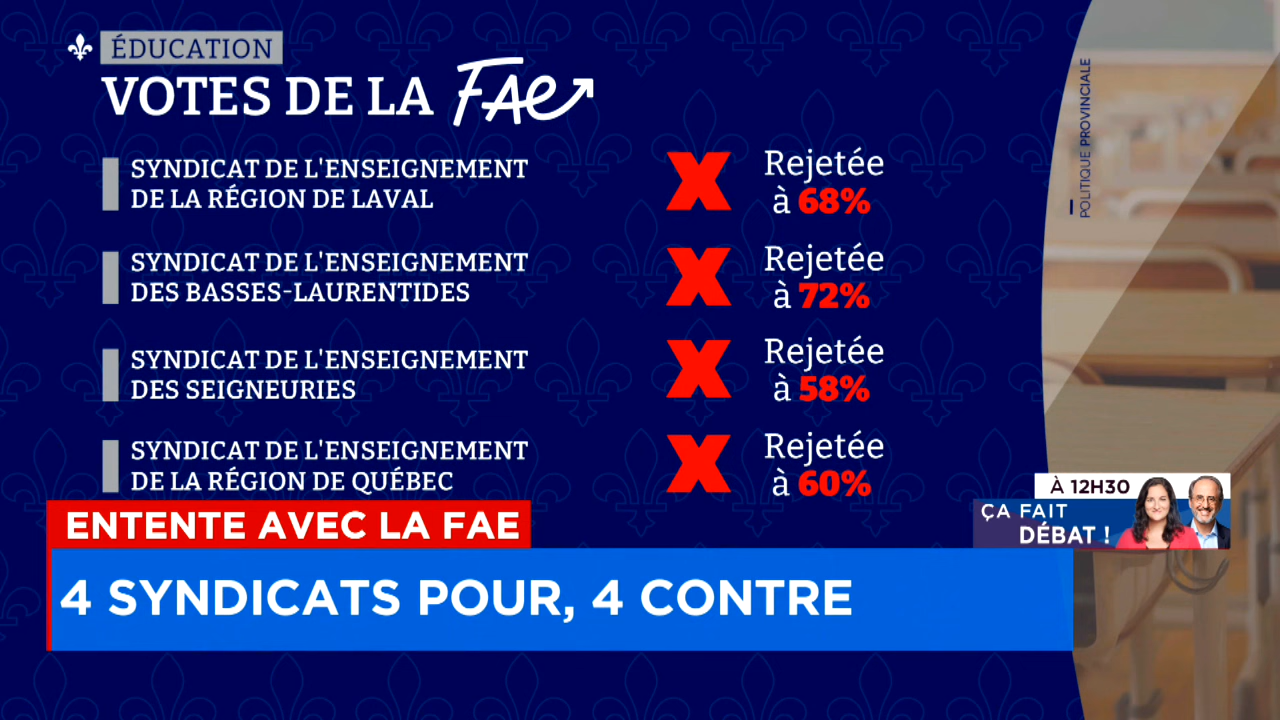 ÉDUCATION
VOTES DE LA FAE
SYNDICAT DE L'ENSEIGNEMENT
DE LA RÉGION DE LAVAL
Rejetée
à 68%
SYNDICAT DE L'ENSEIGNEMENT
DES BASSES-LAURENTIDES
Rejetée
à 72%
SYNDICAT DE L'ENSEIGNEMENT
DES SEIGNEURIES
Rejetée
à 58%
SYNDICAT DE L'ENSEIGNEMENT
DE LA RÉGION DE QUÉBEC
Rejetée
à 60%
POLITIQUE PROVINCIALE
À 12H30
ÇA FAIT
DÉBAT !
ENTENTE AVEC LA FAE
4 SYNDICATS POUR, 4 CONTRE